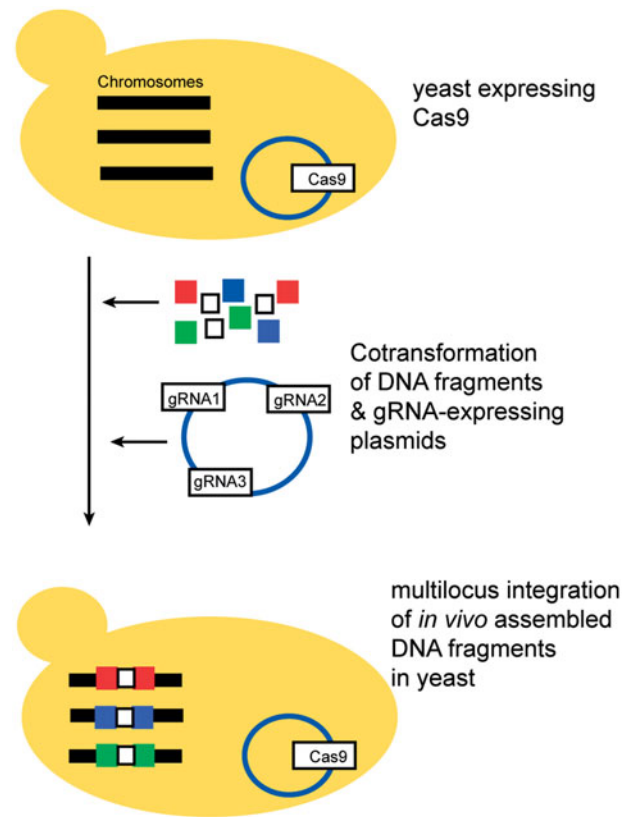 Chromosomes
yeast expressing
Cas9
Cas9
gRNA1
gRNA2
gRNA3
Cotransformation
of DNA fragments
& gRNA-expressing
plasmids
multilocus integration
of in vivo assembled
DNA fragments
in yeast
Cas9